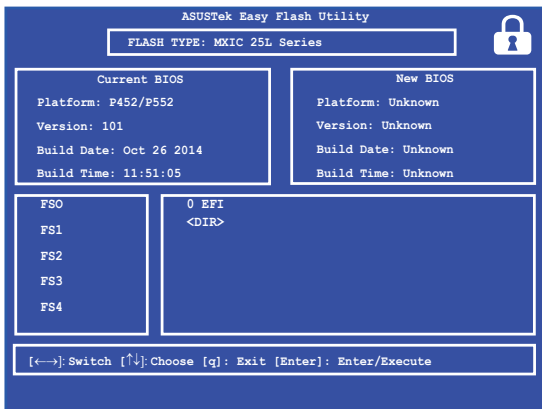 ASUSTek Easy Flash Utility
FLASH TYPE: MXIC 25L Series
Current BIOS
Platform: P452/P552
Version: 101
Build Date: Oct 26 2014
Build Time: 11:51:05
New BIOS
Platform: Unknown
Version: Unknown
Build Date: Unknown
Build Time: Unknown
FSO
FS1
FS2
FS3
FS4
0 EFI
<DIR>
[←→]: Switch [↑↓]: Choose [q]: Exit [Enter]: Enter/Execute